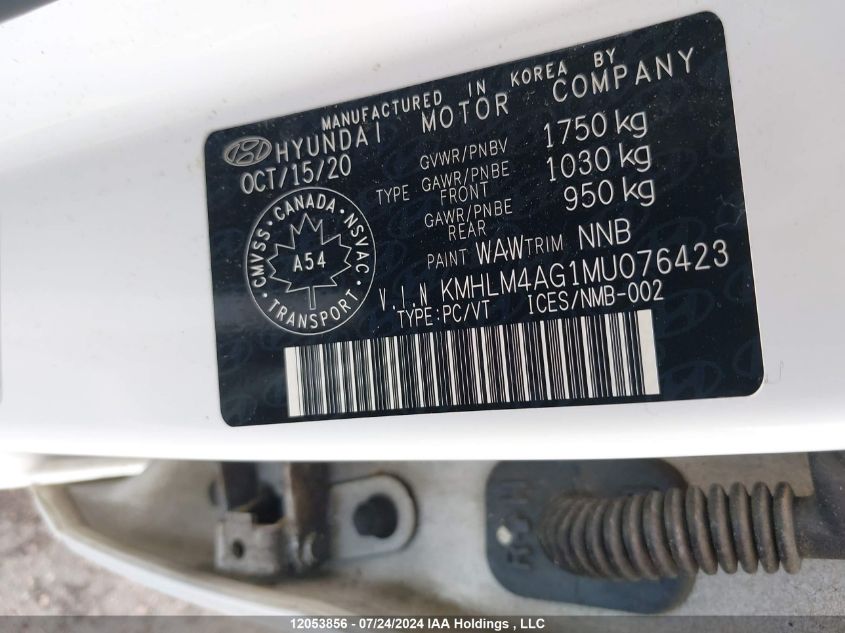 MANUFACTURED IN KOREA BY
HYUNDAI MOTOR COMPANY
OCT/15/20
GVWR/PNBV 1750 kg
TYPE GAWR/PNBE FRONT 1030 kg
GAWR/PNBE REAR 950 kg
PAINT WAW TRIM NNB
V.I.N KMHLM4AG1MU076423
TYPE:PC/VT ICES/NMB-002
CMVSS · CANADA · NSVAC
A54
· TRANSPORT ·
12053856 - 07/24/2024 IAA Holdings , LLC